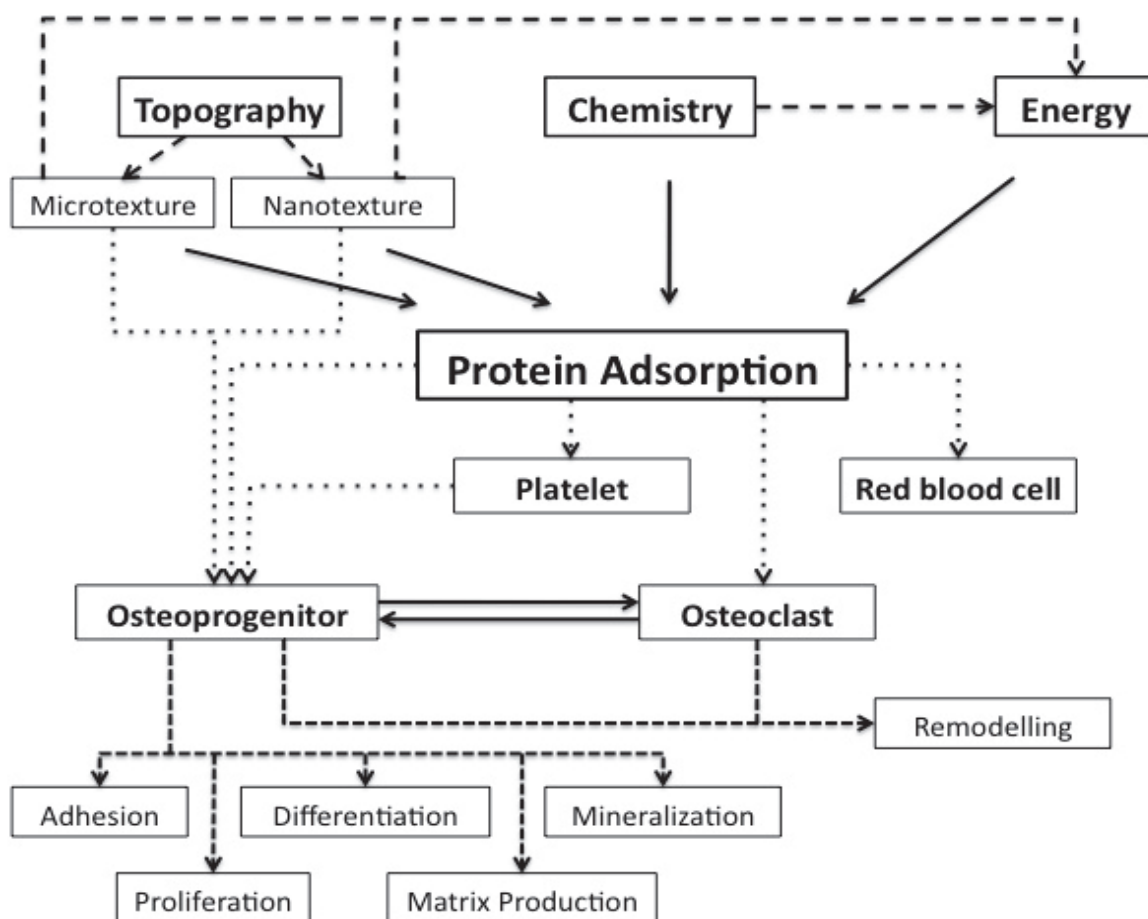 Topography
Chemistry
Energy
Microtexture
Nanotexture
Protein Adsorption
Platelet
Red blood cell
Osteoprogenitor
Osteoclast
Remodelling
Adhesion
Differentiation
Mineralization
Proliferation
Matrix Production